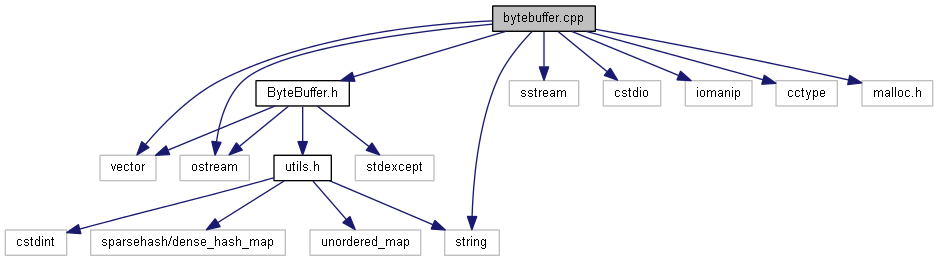 bytebuffer.cpp
ByteBuffer.h
sstream
cstdio
iomanip
cctype
malloc.h
vector
ostream
utils.h
stdexcept
cstdint
sparsehash/dense_hash_map
unordered_map
string